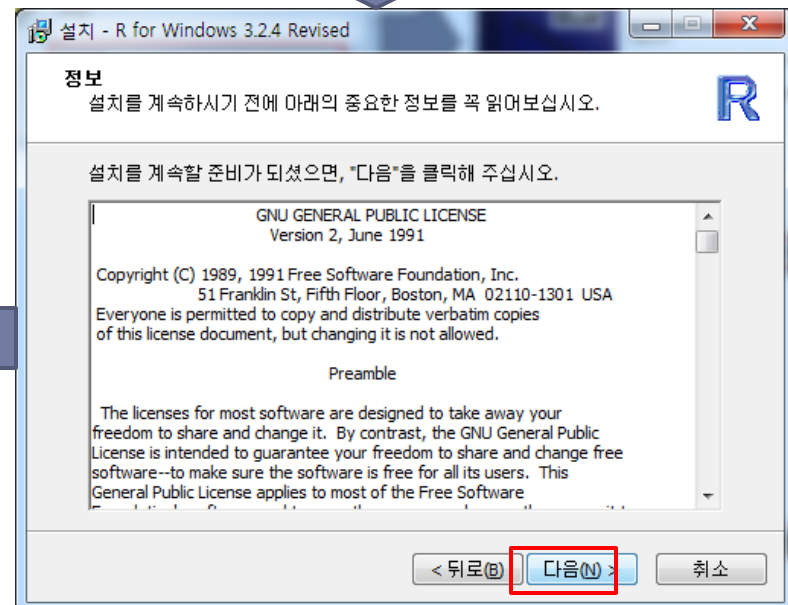 설치 - R for Windows 3.2.4 Revised
정보
설치를 계속하시기 전에 아래의 중요한 정보를 꼭 읽어보십시오.
R
설치를 계속할 준비가 되셨으면, "다음"을 클릭해 주십시오.
GNU GENERAL PUBLIC LICENSE
Version 2, June 1991
Copyright (C) 1989, 1991 Free Software Foundation, Inc.
51 Franklin St, Fifth Floor, Boston, MA 02110-1301 USA
Everyone is permitted to copy and distribute verbatim copies
of this license document, but changing it is not allowed.
Preamble
The licenses for most software are designed to take away your
freedom to share and change it. By contrast, the GNU General Public
License is intended to guarantee your freedom to share and change free
software--to make sure the software is free for all its users. This
General Public License applies to most of the Free Software
< 뒤로(B) 다음(N) > 취소